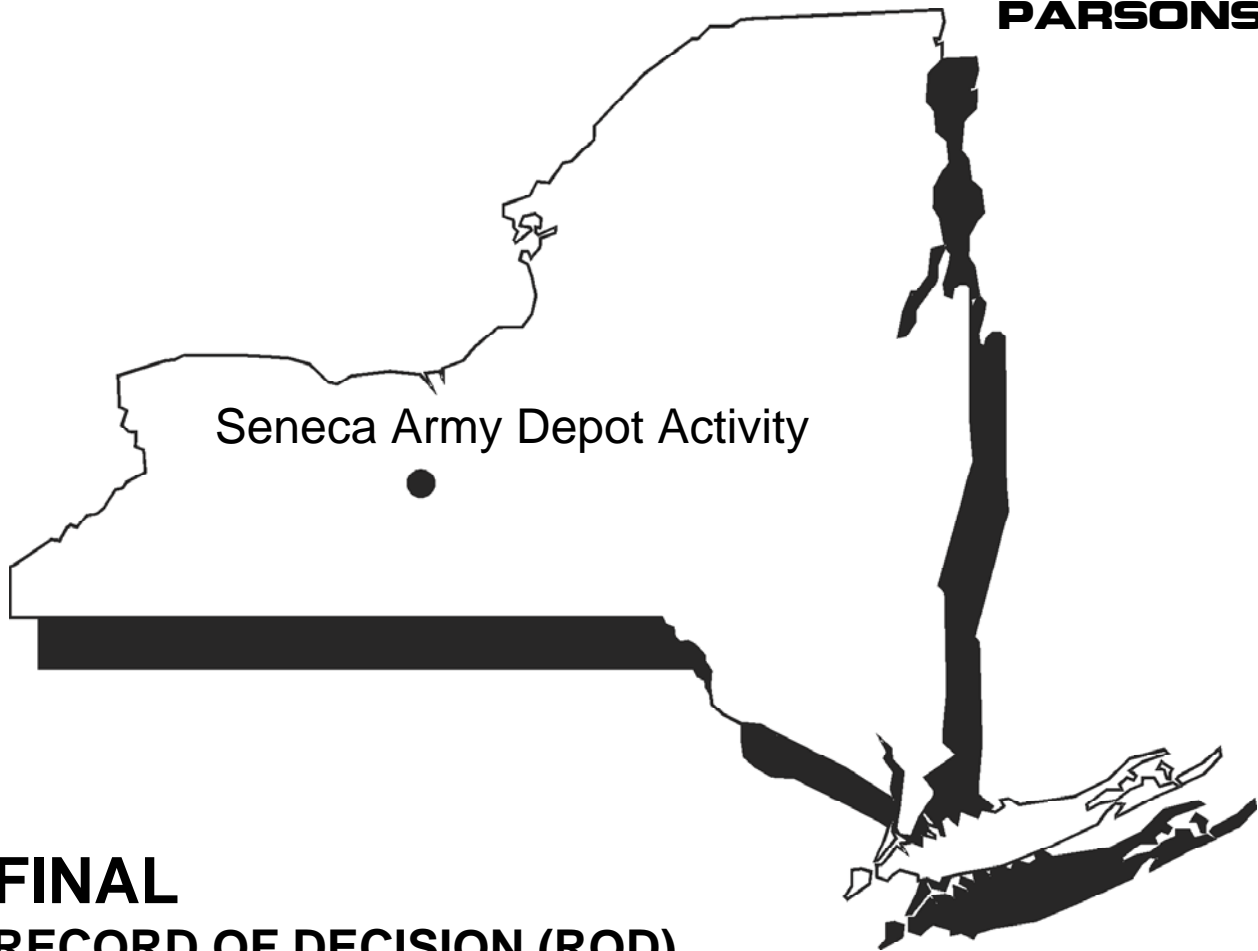 PARSONS
Seneca Army Depot Activity
FINAL
RECORD OF DECISION (ROD)